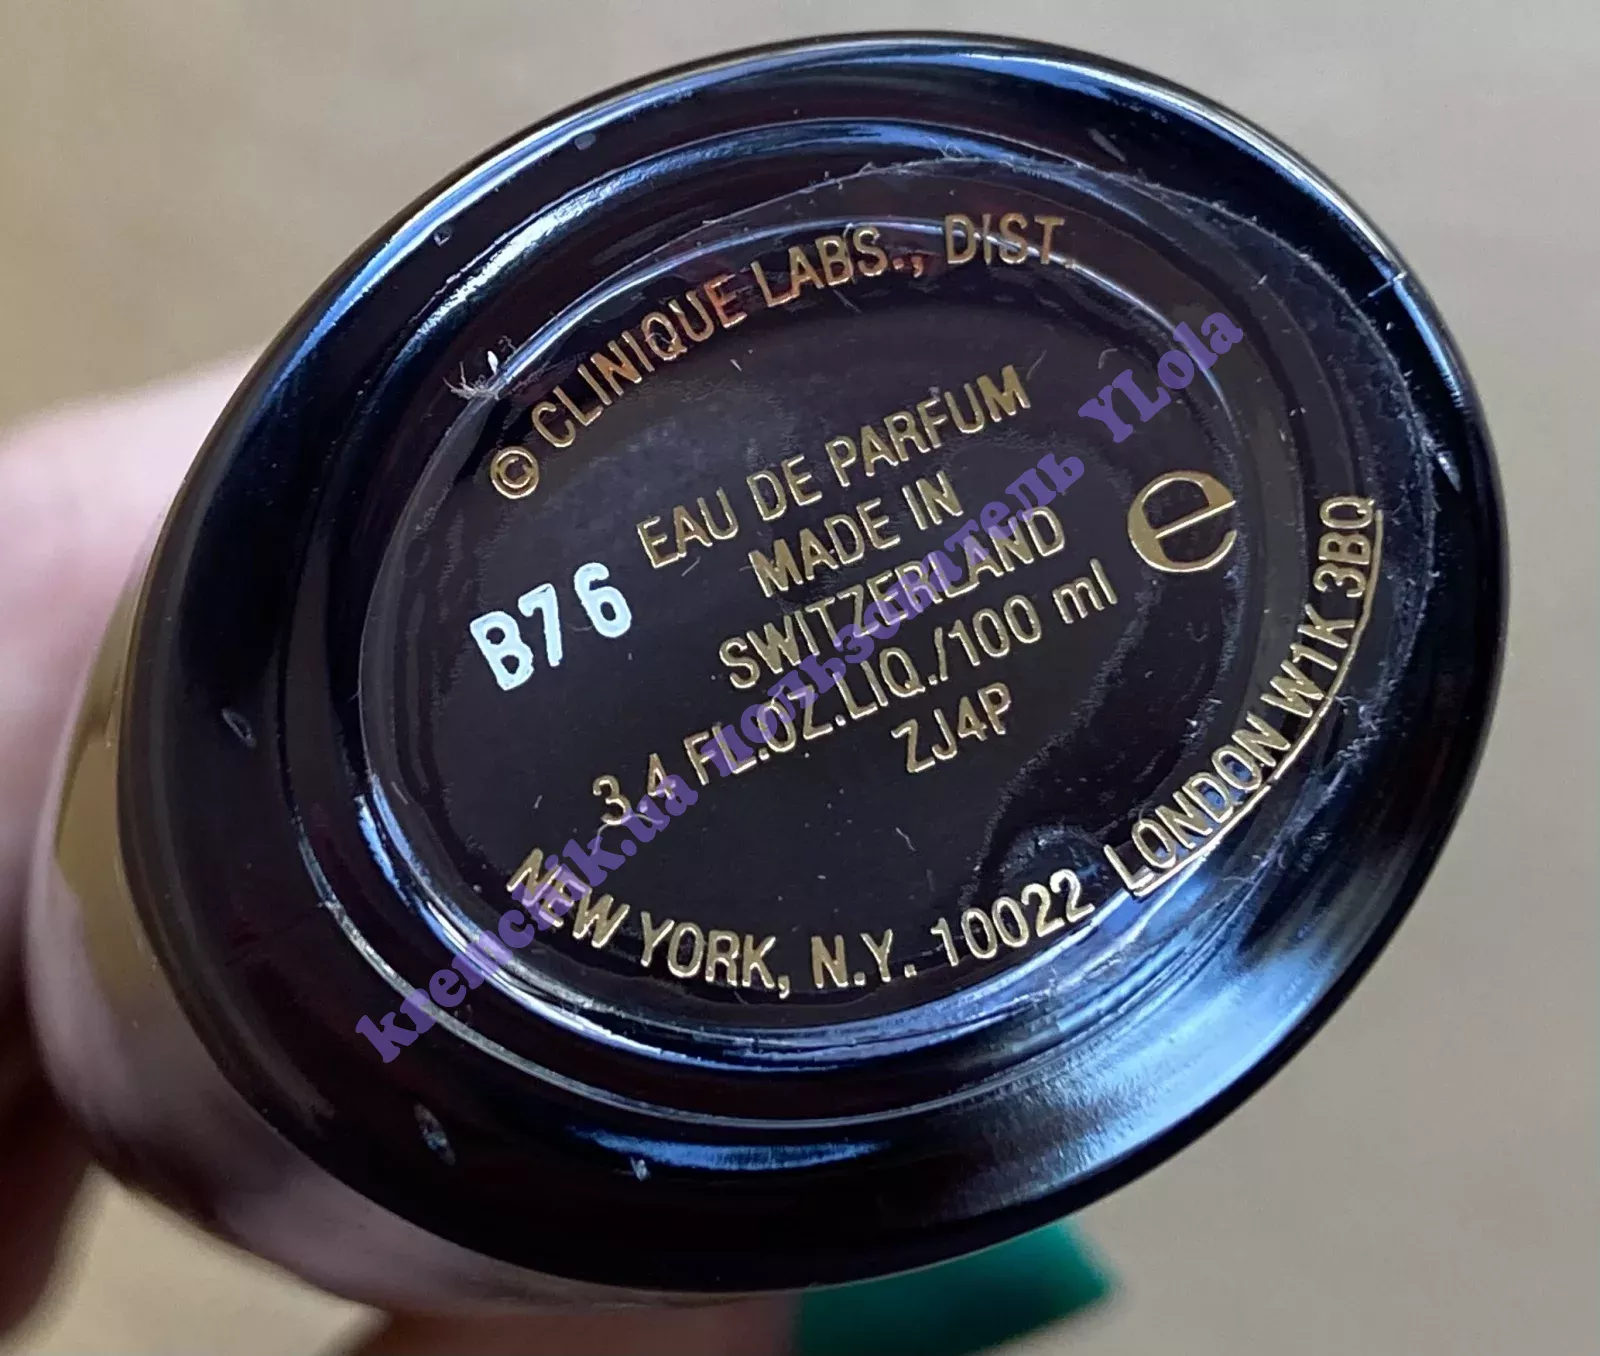 © CLINIQUE LABS., DIST.
EAU DE PARFUM
MADE IN
SWITZERLAND
3.4 FL.OZ.LIQ./100 ml e
ZJ4P
B76
NEW YORK, N.Y. 10022 LONDON W1K 3BQ
kremchik.ua пользователь YLola